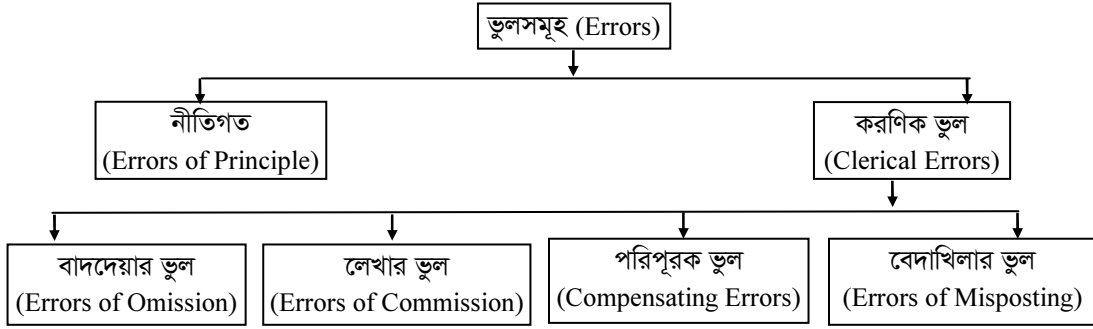 ভুলসমূহ (Errors)
নীতিগত
(Errors of Principle)
করণিক ভুল
(Clerical Errors)
বাদদেয়ার ভুল
(Errors of Omission)
লেখার ভুল
(Errors of Commission)
পরিপূরক ভুল
(Compensating Errors)
বেদাখিলার ভুল
(Errors of Misposting)